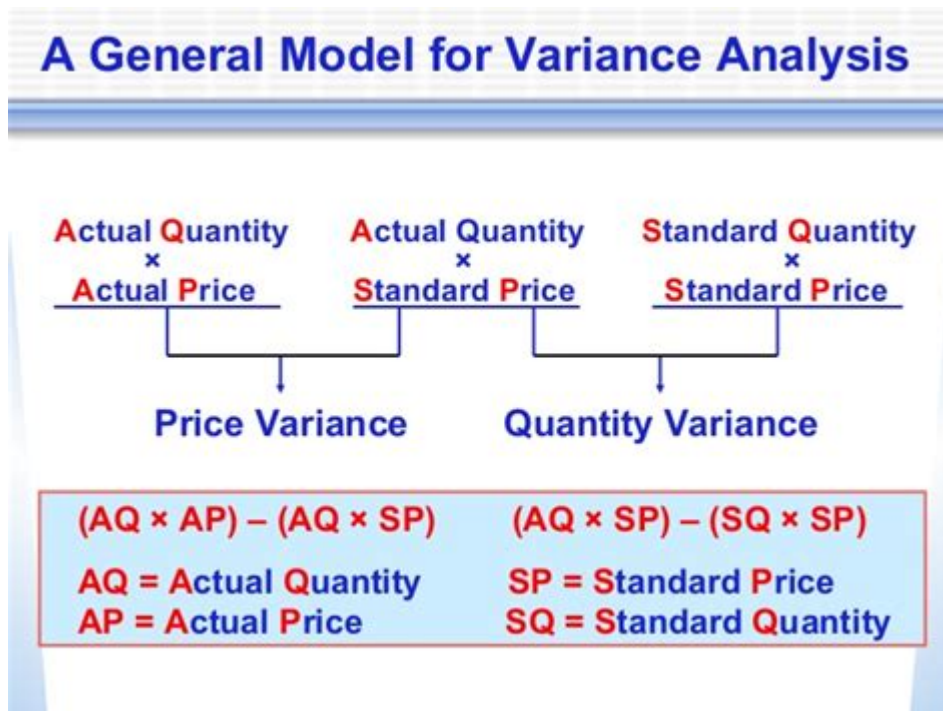 A General Model for Variance Analysis
Actual Quantity
×
Actual Price
Actual Quantity
×
Standard Price
Standard Quantity
×
Standard Price
Price Variance
Quantity Variance
(AQ × AP) – (AQ × SP)
(AQ × SP) – (SQ × SP)
AQ = Actual Quantity
AP = Actual Price
SP = Standard Price
SQ = Standard Quantity